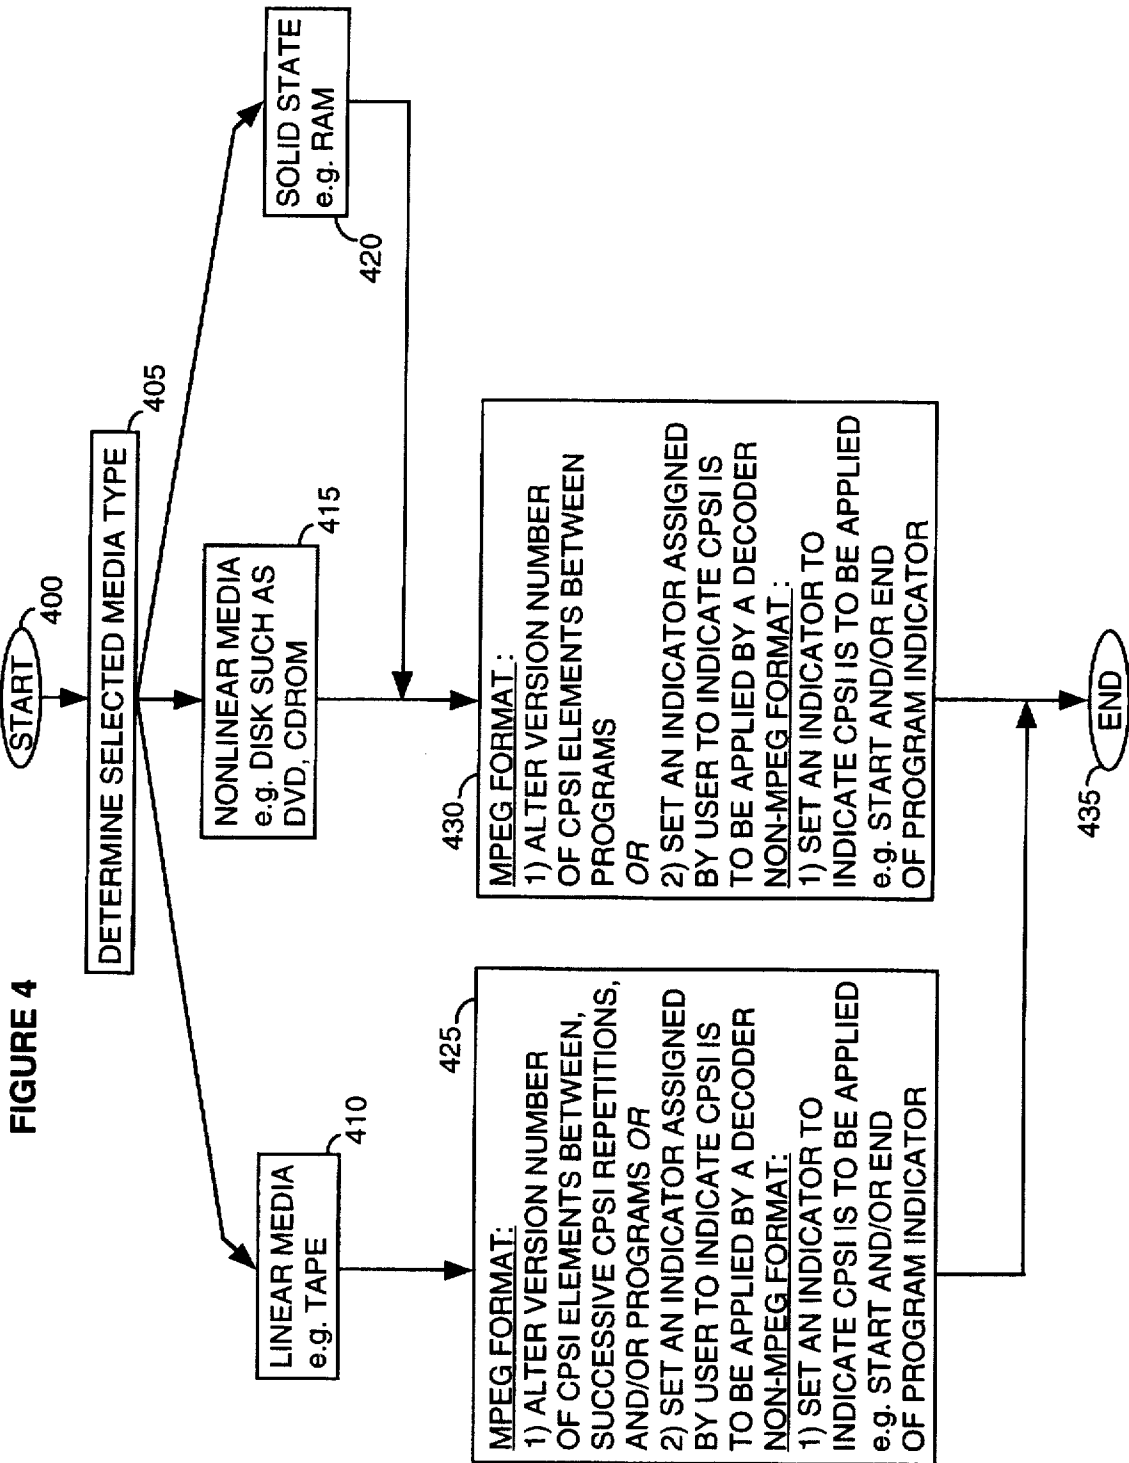 FIGURE 4
START
400
DETERMINE SELECTED MEDIA TYPE
405
LINEAR MEDIA
e.g. TAPE
410
NONLINEAR MEDIA
e.g. DISK SUCH AS
DVD, CDROM
415
SOLID STATE
e.g. RAM
420
425
MPEG FORMAT:
1) ALTER VERSION NUMBER
OF CPSI ELEMENTS BETWEEN,
SUCCESSIVE CPSI REPETITIONS,
AND/OR PROGRAMS OR
2) SET AN INDICATOR ASSIGNED
BY USER TO INDICATE CPSI IS
TO BE APPLIED BY A DECODER
NON-MPEG FORMAT:
1) SET AN INDICATOR TO
INDICATE CPSI IS TO BE APPLIED
e.g. START AND/OR END
OF PROGRAM INDICATOR
430
MPEG FORMAT :
1) ALTER VERSION NUMBER
OF CPSI ELEMENTS BETWEEN
PROGRAMS
OR
2) SET AN INDICATOR ASSIGNED
BY USER TO INDICATE CPSI IS
TO BE APPLIED BY A DECODER
NON-MPEG FORMAT :
1) SET AN INDICATOR TO
INDICATE CPSI IS TO BE APPLIED
e.g. START AND/OR END
OF PROGRAM INDICATOR
435
END